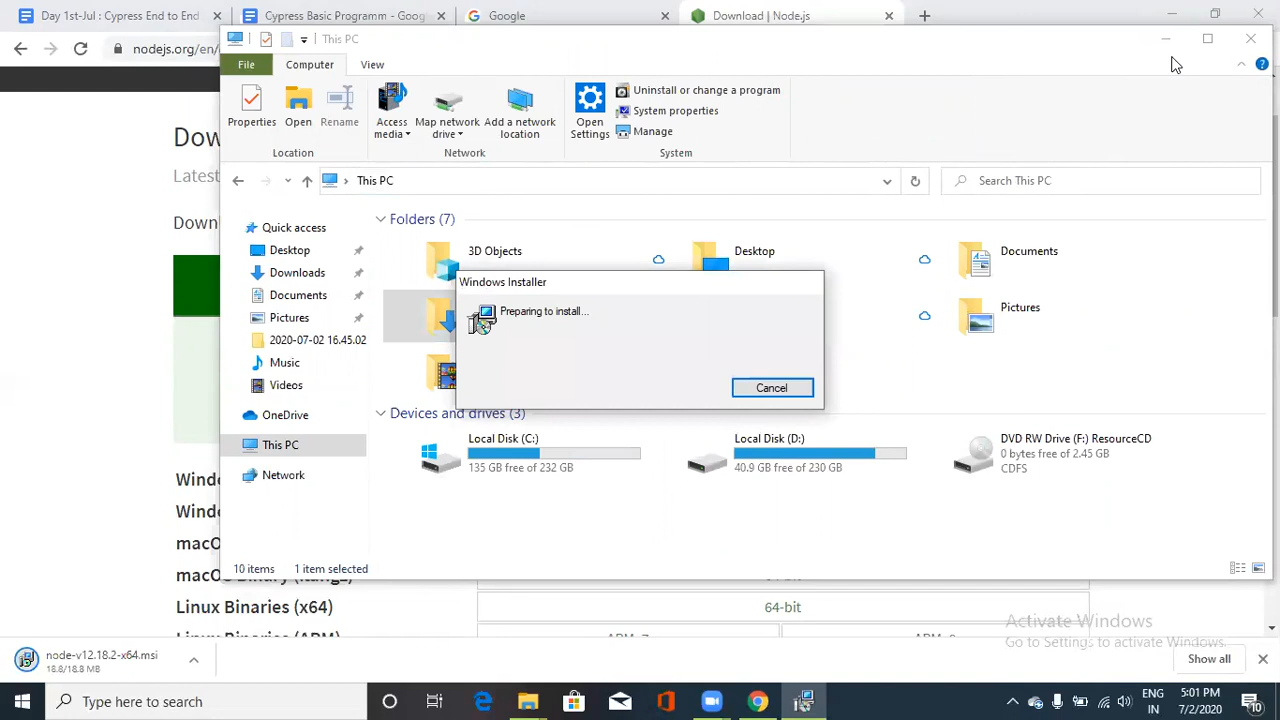 Day 1st-Jul : Cypress End to End
Cypress Basic Programm - Goog
Google
Download | Node.js
nodejs.org/en/
This PC
File
Computer
View
Properties
Open
Rename
Access media
Map network drive
Add a network location
Open Settings
Uninstall or change a program
System properties
Manage
Location
Network
System
This PC
Search This PC
Dow
Latest
Downl
Quick access
Desktop
Downloads
Documents
Pictures
2020-07-02 16.45.02
Music
Videos
OneDrive
This PC
Network
Folders (7)
3D Objects
Desktop
Documents
Pictures
Windows Installer
Preparing to install...
Cancel
Devices and drives (3)
Local Disk (C:)
135 GB free of 232 GB
Local Disk (D:)
40.9 GB free of 230 GB
DVD RW Drive (F:) ResourceCD
0 bytes free of 2.45 GB
CDFS
10 items
1 item selected
Windo
Windo
macO
Linux Binaries (x64)
64-bit
Activate Windows
Go to Settings to activate Windows.
node-v12.18.2-x64.msi
18.8/18.8 MB
Show all
Type here to search
ENG
IN
5:01 PM
7/2/2020
10